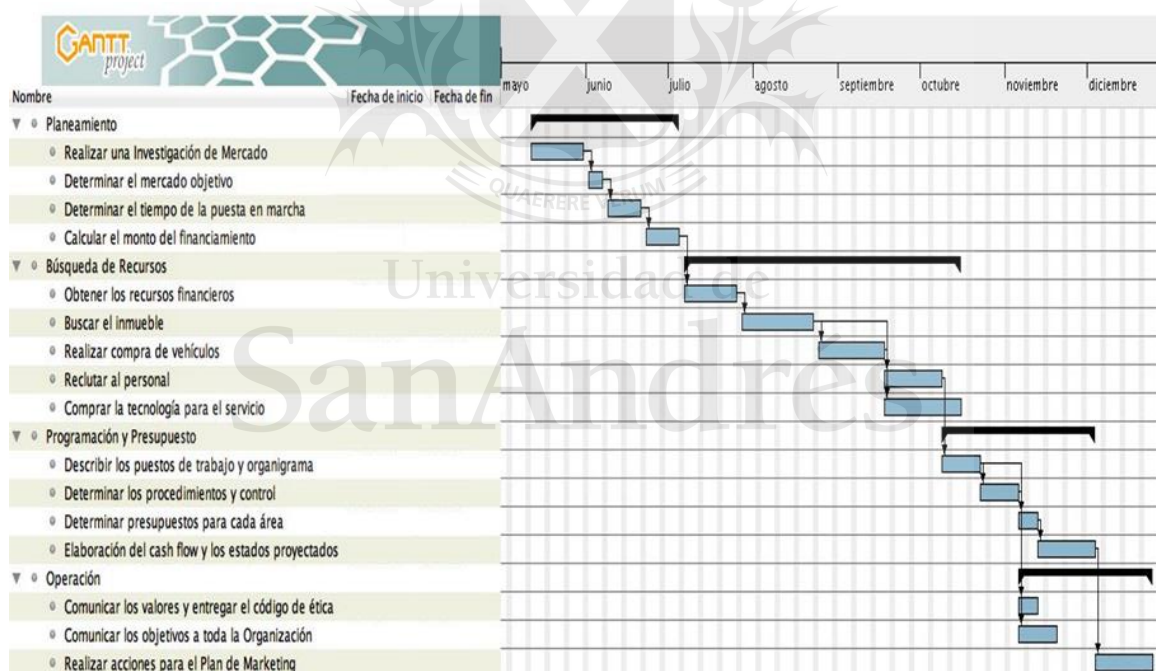 GANTT
project
Nombre Fecha de inicio Fecha de fin mayo junio julio agosto septiembre octubre noviembre diciembre
Planeamiento
Realizar una Investigación de Mercado
Determinar el mercado objetivo
Determinar el tiempo de la puesta en marcha
Calcular el monto del financiamiento
Búsqueda de Recursos
Obtener los recursos financieros
Buscar el inmueble
Realizar compra de vehículos
Reclutar al personal
Comprar la tecnología para el servicio
Programación y Presupuesto
Describir los puestos de trabajo y organigrama
Determinar los procedimientos y control
Determinar presupuestos para cada área
Elaboración del cash flow y los estados proyectados
Operación
Comunicar los valores y entregar el código de ética
Comunicar los objetivos a toda la Organización
Realizar acciones para el Plan de Marketing
QUAERERE VERUM
Universidad de
SanAndrés